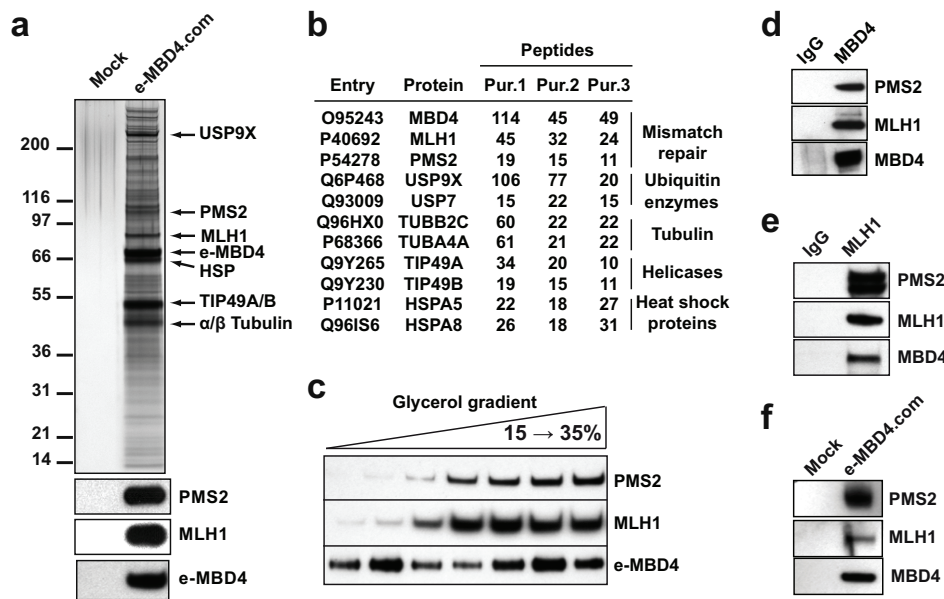 a
Mock
e-MBD4.com
200
116
97
66
55
36
31
21
14
USP9X
PMS2
MLH1
e-MBD4
HSP
TIP49A/B
α/β Tubulin
PMS2
MLH1
e-MBD4
b
Peptides
Entry Protein Pur.1 Pur.2 Pur.3
O95243 MBD4 114 45 49
P40692 MLH1 45 32 24
P54278 PMS2 19 15 11
Mismatch
repair
Q6P468 USP9X 106 77 20
Q93009 USP7 15 22 15
Ubiquitin
enzymes
Q96HX0 TUBB2C 60 22 22
P68366 TUBA4A 61 21 22
Tubulin
Q9Y265 TIP49A 34 20 10
Q9Y230 TIP49B 19 15 11
Helicases
P11021 HSPA5 22 18 27
Q96IS6 HSPA8 26 18 31
Heat shock
proteins
c
Glycerol gradient
15 → 35%
PMS2
MLH1
e-MBD4
d
IgG
MBD4
PMS2
MLH1
MBD4
e
IgG
MLH1
PMS2
MLH1
MBD4
f
Mock
e-MBD4.com
PMS2
MLH1
MBD4